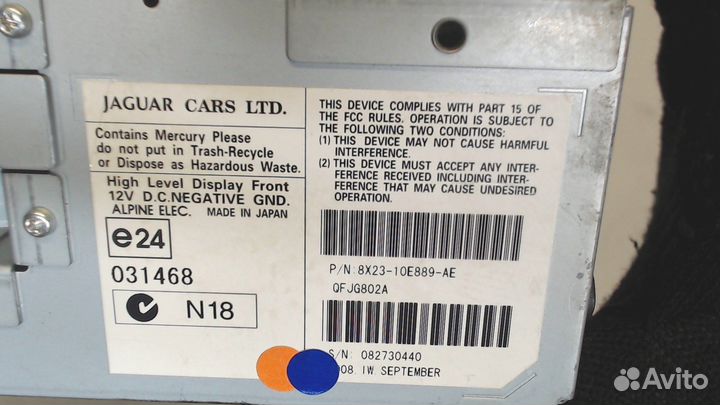 JAGUAR CARS LTD.
Contains Mercury Please
do not put in Trash-Recycle
or Dispose as Hazardous Waste.
High Level Display Front
12V D.C.NEGATIVE GND.
ALPINE ELEC. MADE IN JAPAN
e24
031468
N18
THIS DEVICE COMPLIES WITH PART 15 OF
THE FCC RULES. OPERATION IS SUBJECT TO
THE FOLLOWING TWO CONDITIONS:
(1) THIS DEVICE MAY NOT CAUSE HARMFUL
INTERFERENCE.
(2) THIS DEVICE MUST ACCEPT ANY INTER-
FERENCE RECEIVED INCLUDING INTER-
FERENCE THAT MAY CAUSE UNDESIRED
OPERATION.
P/N:8X23-10E889-AE
QFJG802A
S/N: 082730440
IW SEPTEMBER
Avito